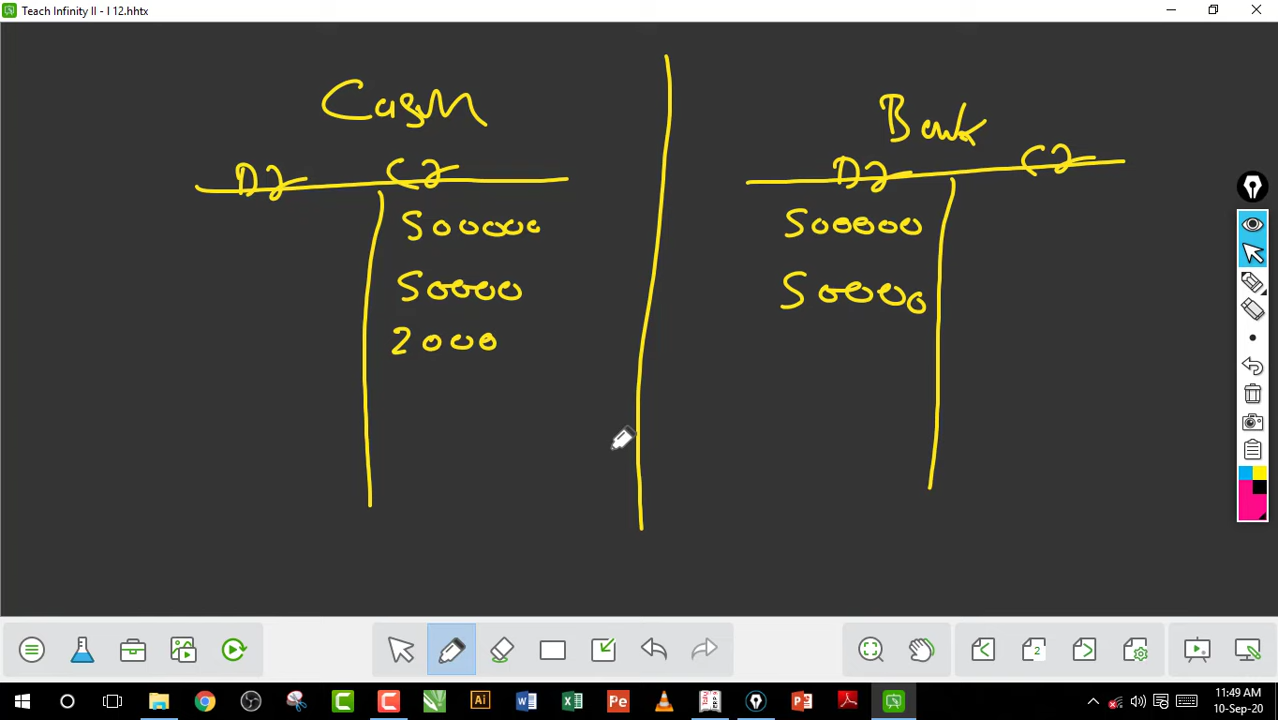 Teach Infinity II - I 12.hhtx
Cash
Dr Cr
500000
50000
2000
Bank
Dr Cr
500000
50000
2
11:49 AM
10-Sep-20